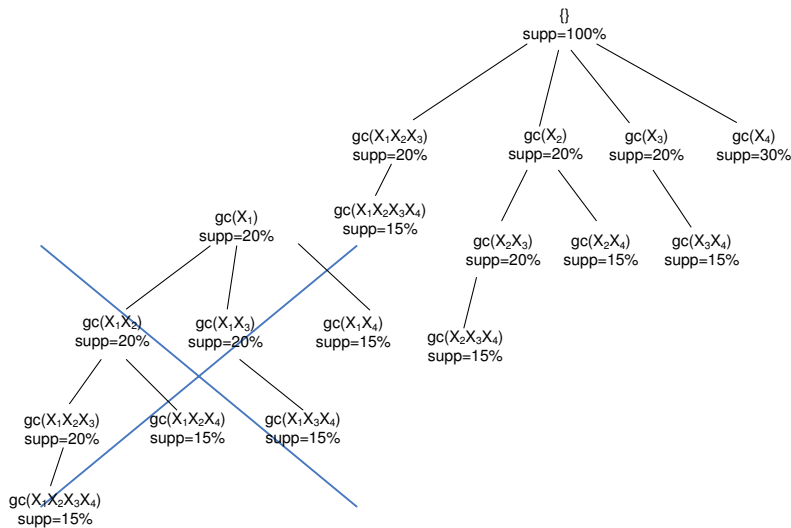 {}
supp=100%
gc(X₁X₂X₃)
supp=20%
gc(X₂)
supp=20%
gc(X₃)
supp=20%
gc(X₄)
supp=30%
gc(X₁X₂X₃X₄)
supp=15%
gc(X₁)
supp=20%
gc(X₂X₃)
supp=20%
gc(X₂X₄)
supp=15%
gc(X₃X₄)
supp=15%
gc(X₁X₂)
supp=20%
gc(X₁X₃)
supp=20%
gc(X₁X₄)
supp=15%
gc(X₂X₃X₄)
supp=15%
gc(X₁X₂X₃)
supp=20%
gc(X₁X₂X₄)
supp=15%
gc(X₁X₃X₄)
supp=15%
gc(X₁X₂X₃X₄)
supp=15%